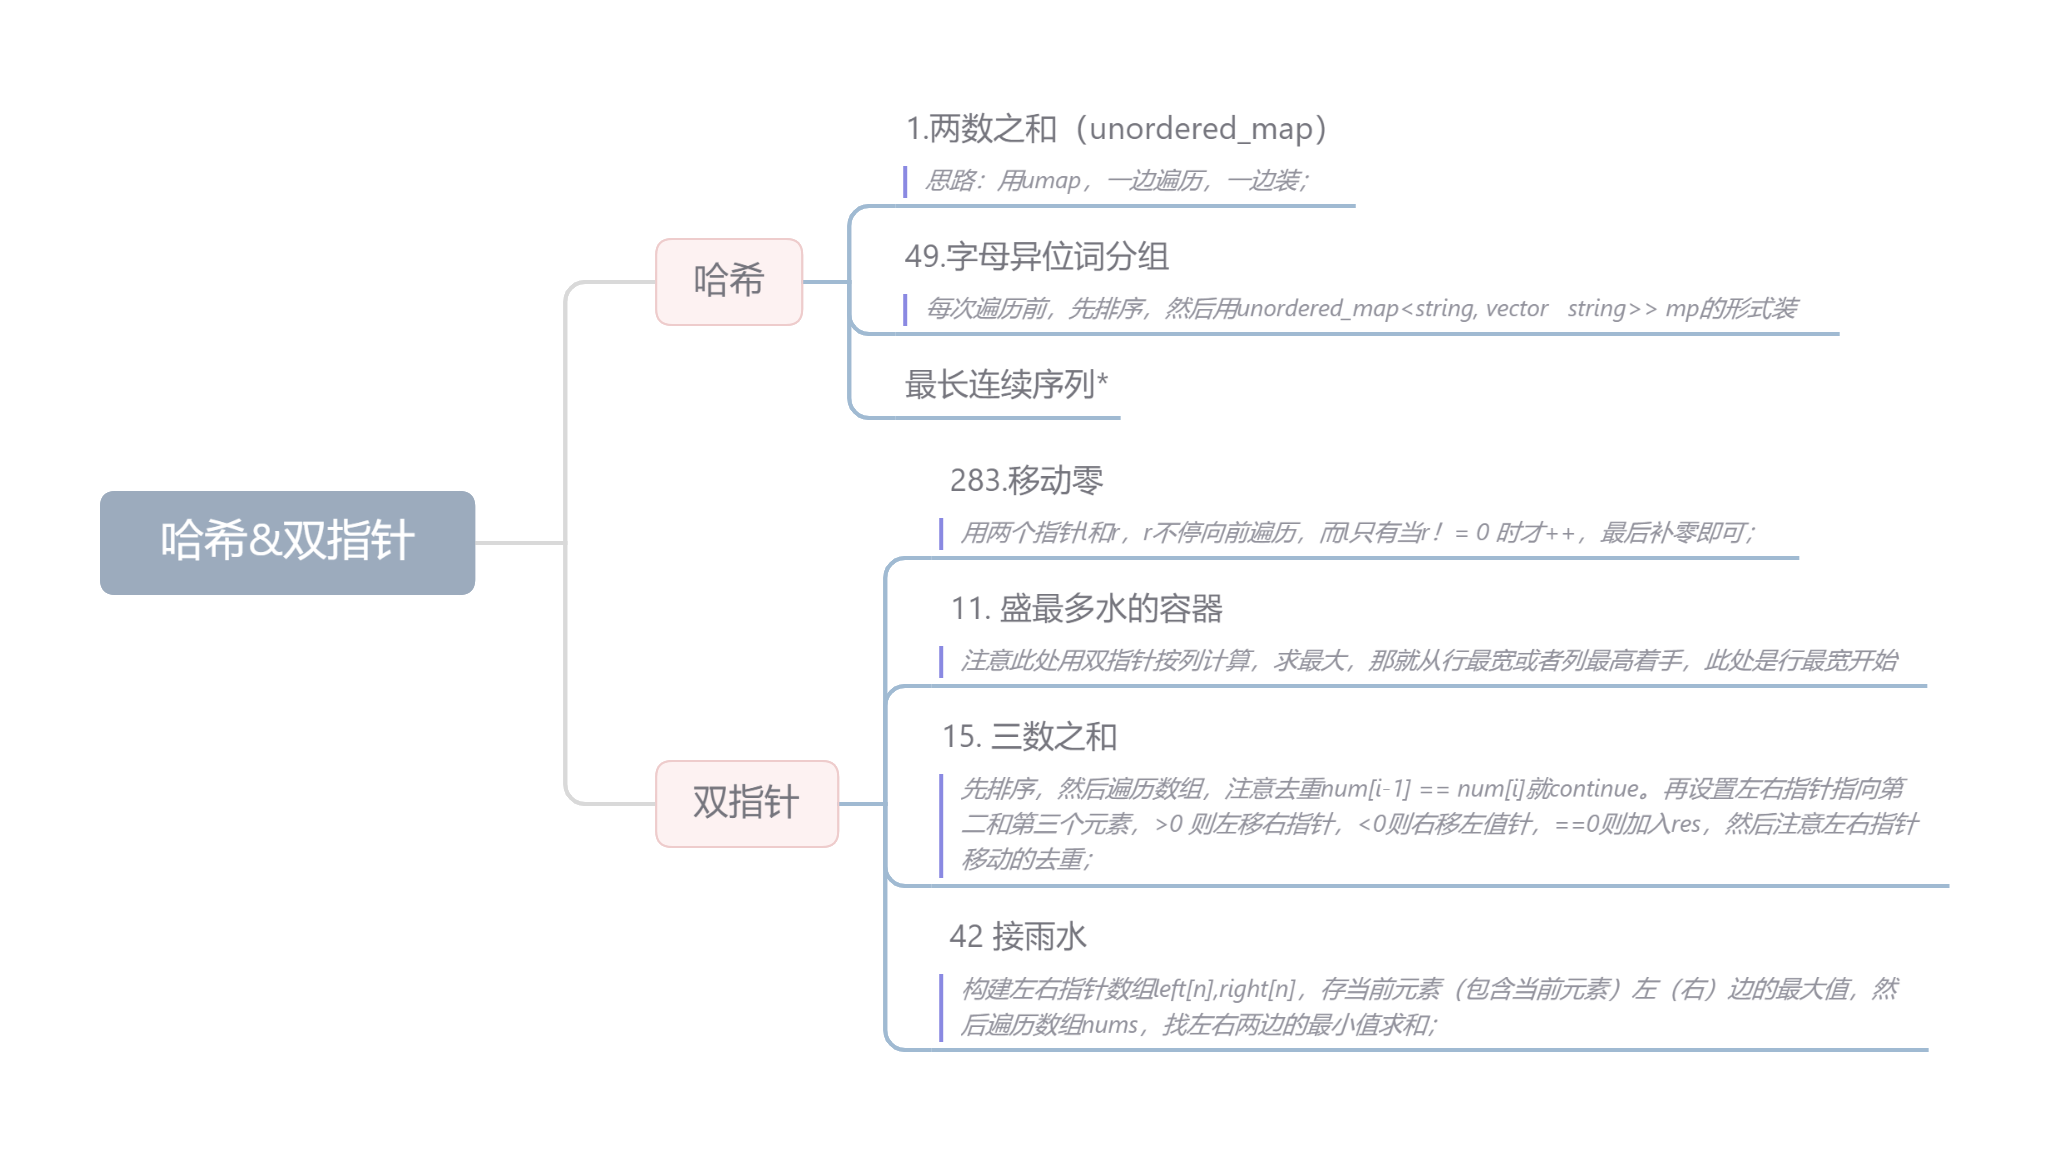 哈希&双指针
哈希
1.两数之和（unordered_map）
思路：用umap，一边遍历，一边装；
49.字母异位词分组
每次遍历前，先排序，然后用unordered_map<string, vector   string>> mp的形式装
最长连续序列*
双指针
283.移动零
用两个指针l和r，r不停向前遍历，而l只有当r！= 0 时才++，最后补零即可；
11. 盛最多水的容器
注意此处用双指针按列计算，求最大，那就从行最宽或者列最高着手，此处是行最宽开始
15. 三数之和
先排序，然后遍历数组，注意去重num[i-1] == num[i]就continue。再设置左右指针指向第
二和第三个元素，>0 则左移右指针，<0则右移左值针，==0则加入res，然后注意左右指针
移动的去重；
42 接雨水
构建左右指针数组left[n],right[n]，存当前元素（包含当前元素）左（右）边的最大值，然
后遍历数组nums，找左右两边的最小值求和；